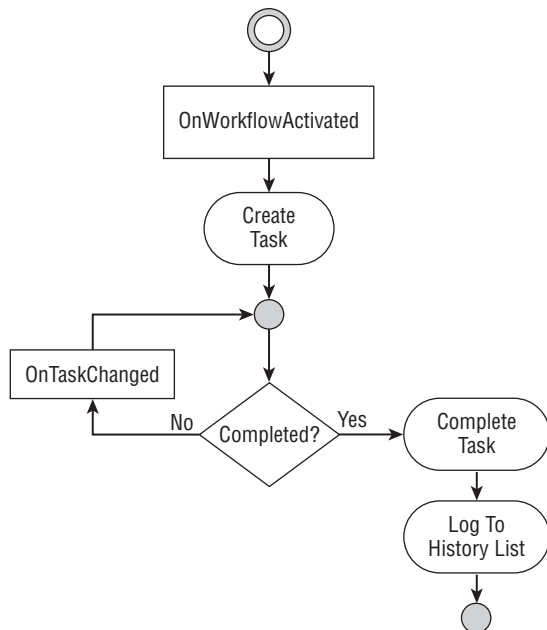 OnWorkflowActivated
Create
Task
OnTaskChanged
No
Completed?
Yes
Complete
Task
Log To
History List